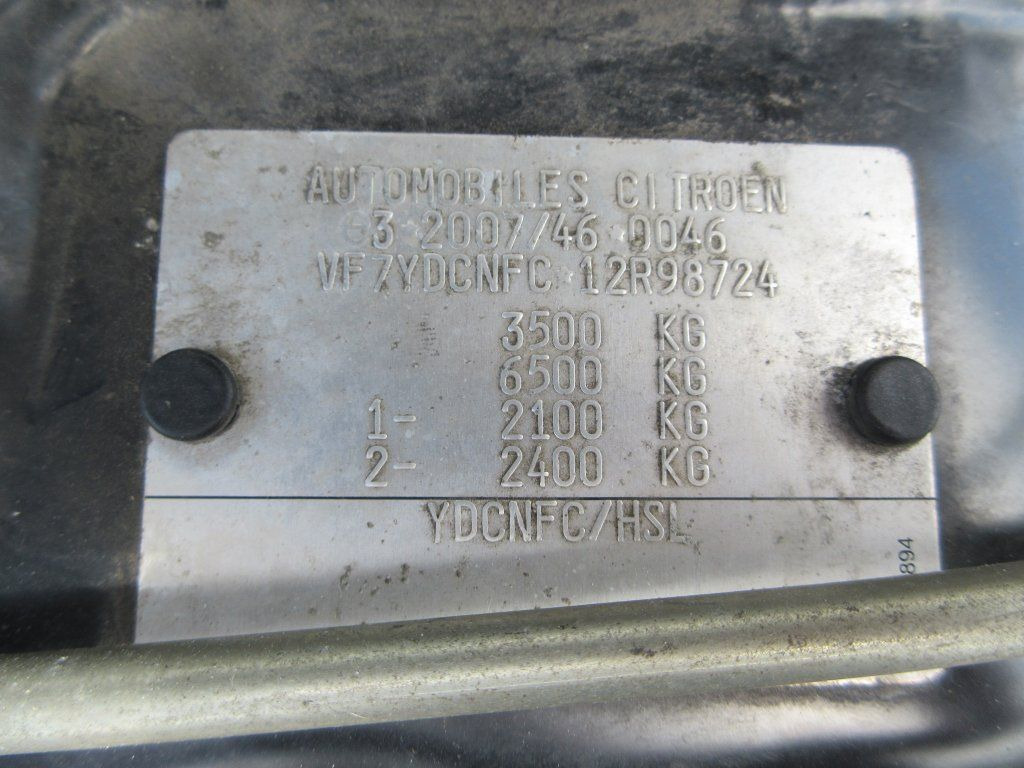 AUTOMOBILES CITROEN
e3 2007/46 0046
VF7YDCNFC 12R98724
3500 KG
6500 KG
1- 2100 KG
2- 2400 KG
YDCNFC/HSL
894